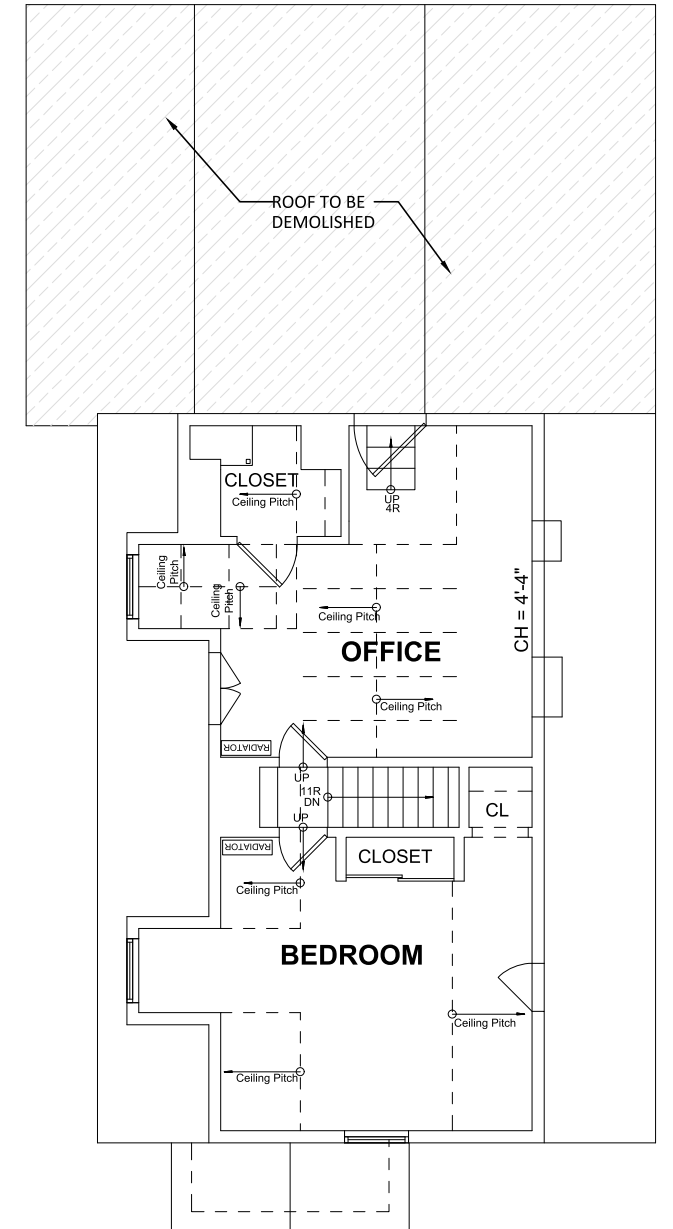 ROOF TO BE
DEMOLISHED
CLOSET
Ceiling Pitch
UP
4R
Ceiling
Pitch
Ceiling
Pitch
CH = 4'-4"
Ceiling Pitch
OFFICE
Ceiling Pitch
RADIATOR
UP
11R
DN
UP
CL
RADIATOR
CLOSET
Ceiling Pitch
BEDROOM
Ceiling Pitch
Ceiling Pitch